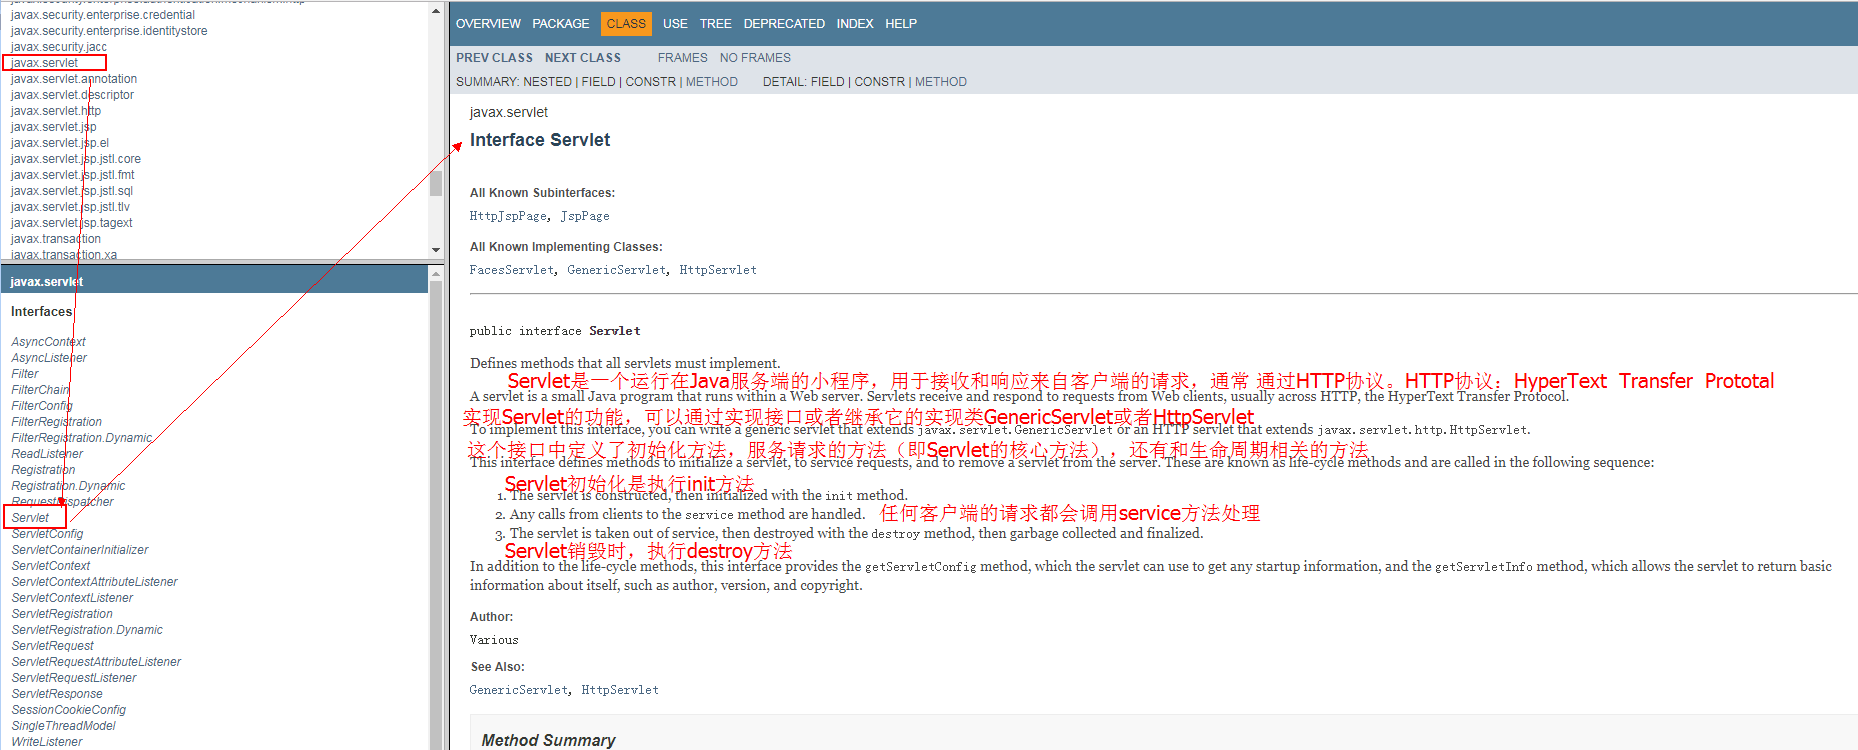 javax.security.enterprise.credential
javax.security.enterprise.identitystore
javax.security.jacc
javax.servlet
javax.servlet.annotation
javax.servlet.descriptor
javax.servlet.http
javax.servlet.jsp
javax.servlet.jsp.el
javax.servlet.jsp.jstl.core
javax.servlet.jsp.jstl.fmt
javax.servlet.jsp.jstl.sql
javax.servlet.jsp.jstl.tlv
javax.servlet.jsp.tagext
javax.transaction
javax.transaction.xa
javax.servlet
Interfaces
AsyncContext
AsyncListener
Filter
FilterChain
FilterConfig
FilterRegistration
FilterRegistration.Dynamic
ReadListener
Registration
Registration.Dynamic
RequestDispatcher
Servlet
ServletConfig
ServletContainerInitializer
ServletContext
ServletContextAttributeListener
ServletContextListener
ServletRegistration
ServletRegistration.Dynamic
ServletRequest
ServletRequestAttributeListener
ServletRequestListener
ServletResponse
SessionCookieConfig
SingleThreadModel
WriteListener
OVERVIEW PACKAGE CLASS USE TREE DEPRECATED INDEX HELP
PREV CLASS NEXT CLASS FRAMES NO FRAMES
SUMMARY: NESTED | FIELD | CONSTR | METHOD DETAIL: FIELD | CONSTR | METHOD
javax.servlet
Interface Servlet
All Known Subinterfaces:
HttpJspPage, JspPage
All Known Implementing Classes:
FacesServlet, GenericServlet, HttpServlet
public interface Servlet
Defines methods that all servlets must implement.
Servlet是一个运行在Java服务端的小程序，用于接收和响应来自客户端的请求，通常 通过HTTP协议。HTTP协议：HyperText Transfer Prototal
A servlet is a small Java program that runs within a Web server. Servlets receive and respond to requests from Web clients, usually across HTTP, the HyperText Transfer Protocol.
实现Servlet的功能，可以通过实现接口或者继承它的实现类GenericServlet或者HttpServlet
To implement this interface, you can write a generic servlet that extends javax.servlet.GenericServlet or an HTTP servlet that extends javax.servlet.http.HttpServlet.
这个接口中定义了初始化方法，服务请求的方法（即Servlet的核心方法），还有和生命周期相关的方法
This interface defines methods to initialize a servlet, to service requests, and to remove a servlet from the server. These are known as life-cycle methods and are called in the following sequence:
Servlet初始化是执行init方法
1. The servlet is constructed, then initialized with the init method.
2. Any calls from clients to the service method are handled. 任何客户端的请求都会调用service方法处理
3. The servlet is taken out of service, then destroyed with the destroy method, then garbage collected and finalized.
Servlet销毁时，执行destroy方法
In addition to the life-cycle methods, this interface provides the getServletConfig method, which the servlet can use to get any startup information, and the getServletInfo method, which allows the servlet to return basic
information about itself, such as author, version, and copyright.
Author:
Various
See Also:
GenericServlet, HttpServlet
Method Summary